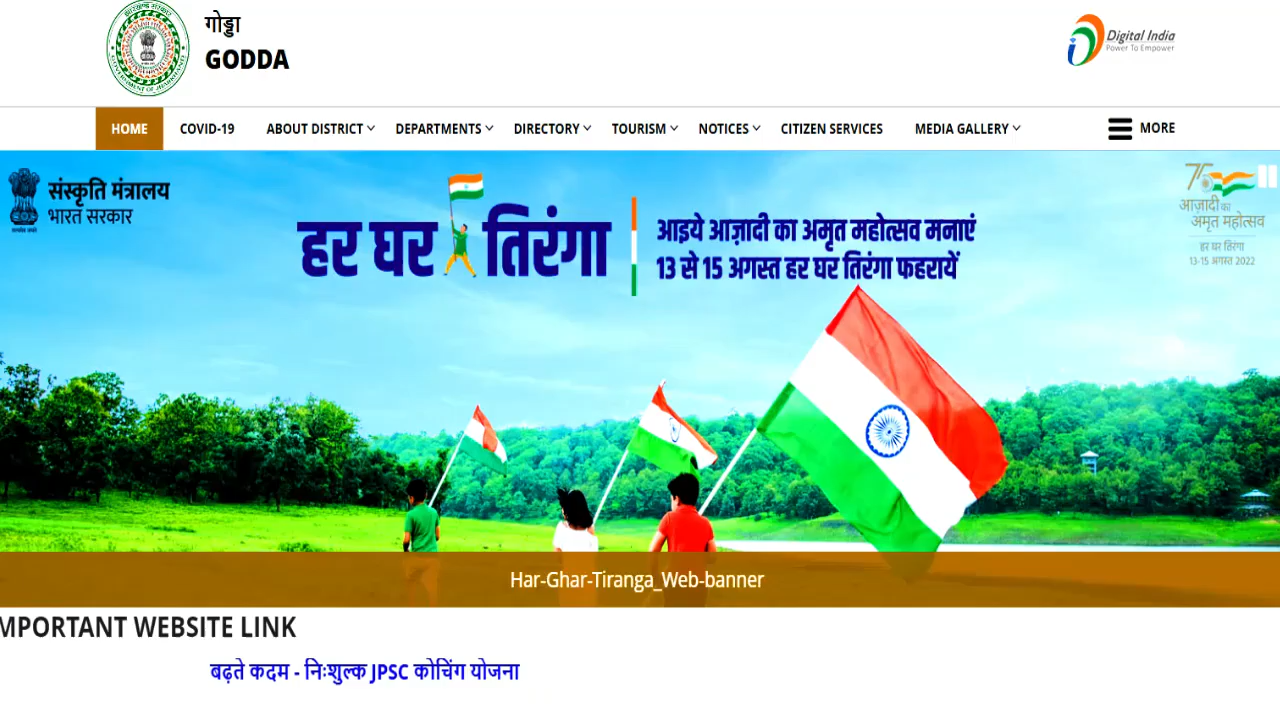 गोड्डा
GODDA
Digital India
Power To Empower
HOME COVID-19 ABOUT DISTRICT DEPARTMENTS DIRECTORY TOURISM NOTICES CITIZEN SERVICES MEDIA GALLERY MORE
संस्कृति मंत्रालय
भारत सरकार
हर घर तिरंगा
आइये आज़ादी का अमृत महोत्सव मनाएं
13 से 15 अगस्त हर घर तिरंगा फहरायें
75
आज़ादी का
अमृत महोत्सव
हर घर तिरंगा
13-15 अगस्त 2022
Har-Ghar-Tiranga_Web-banner
MPORTANT WEBSITE LINK
बढ़ते कदम - निःशुल्क JPSC कोचिंग योजना